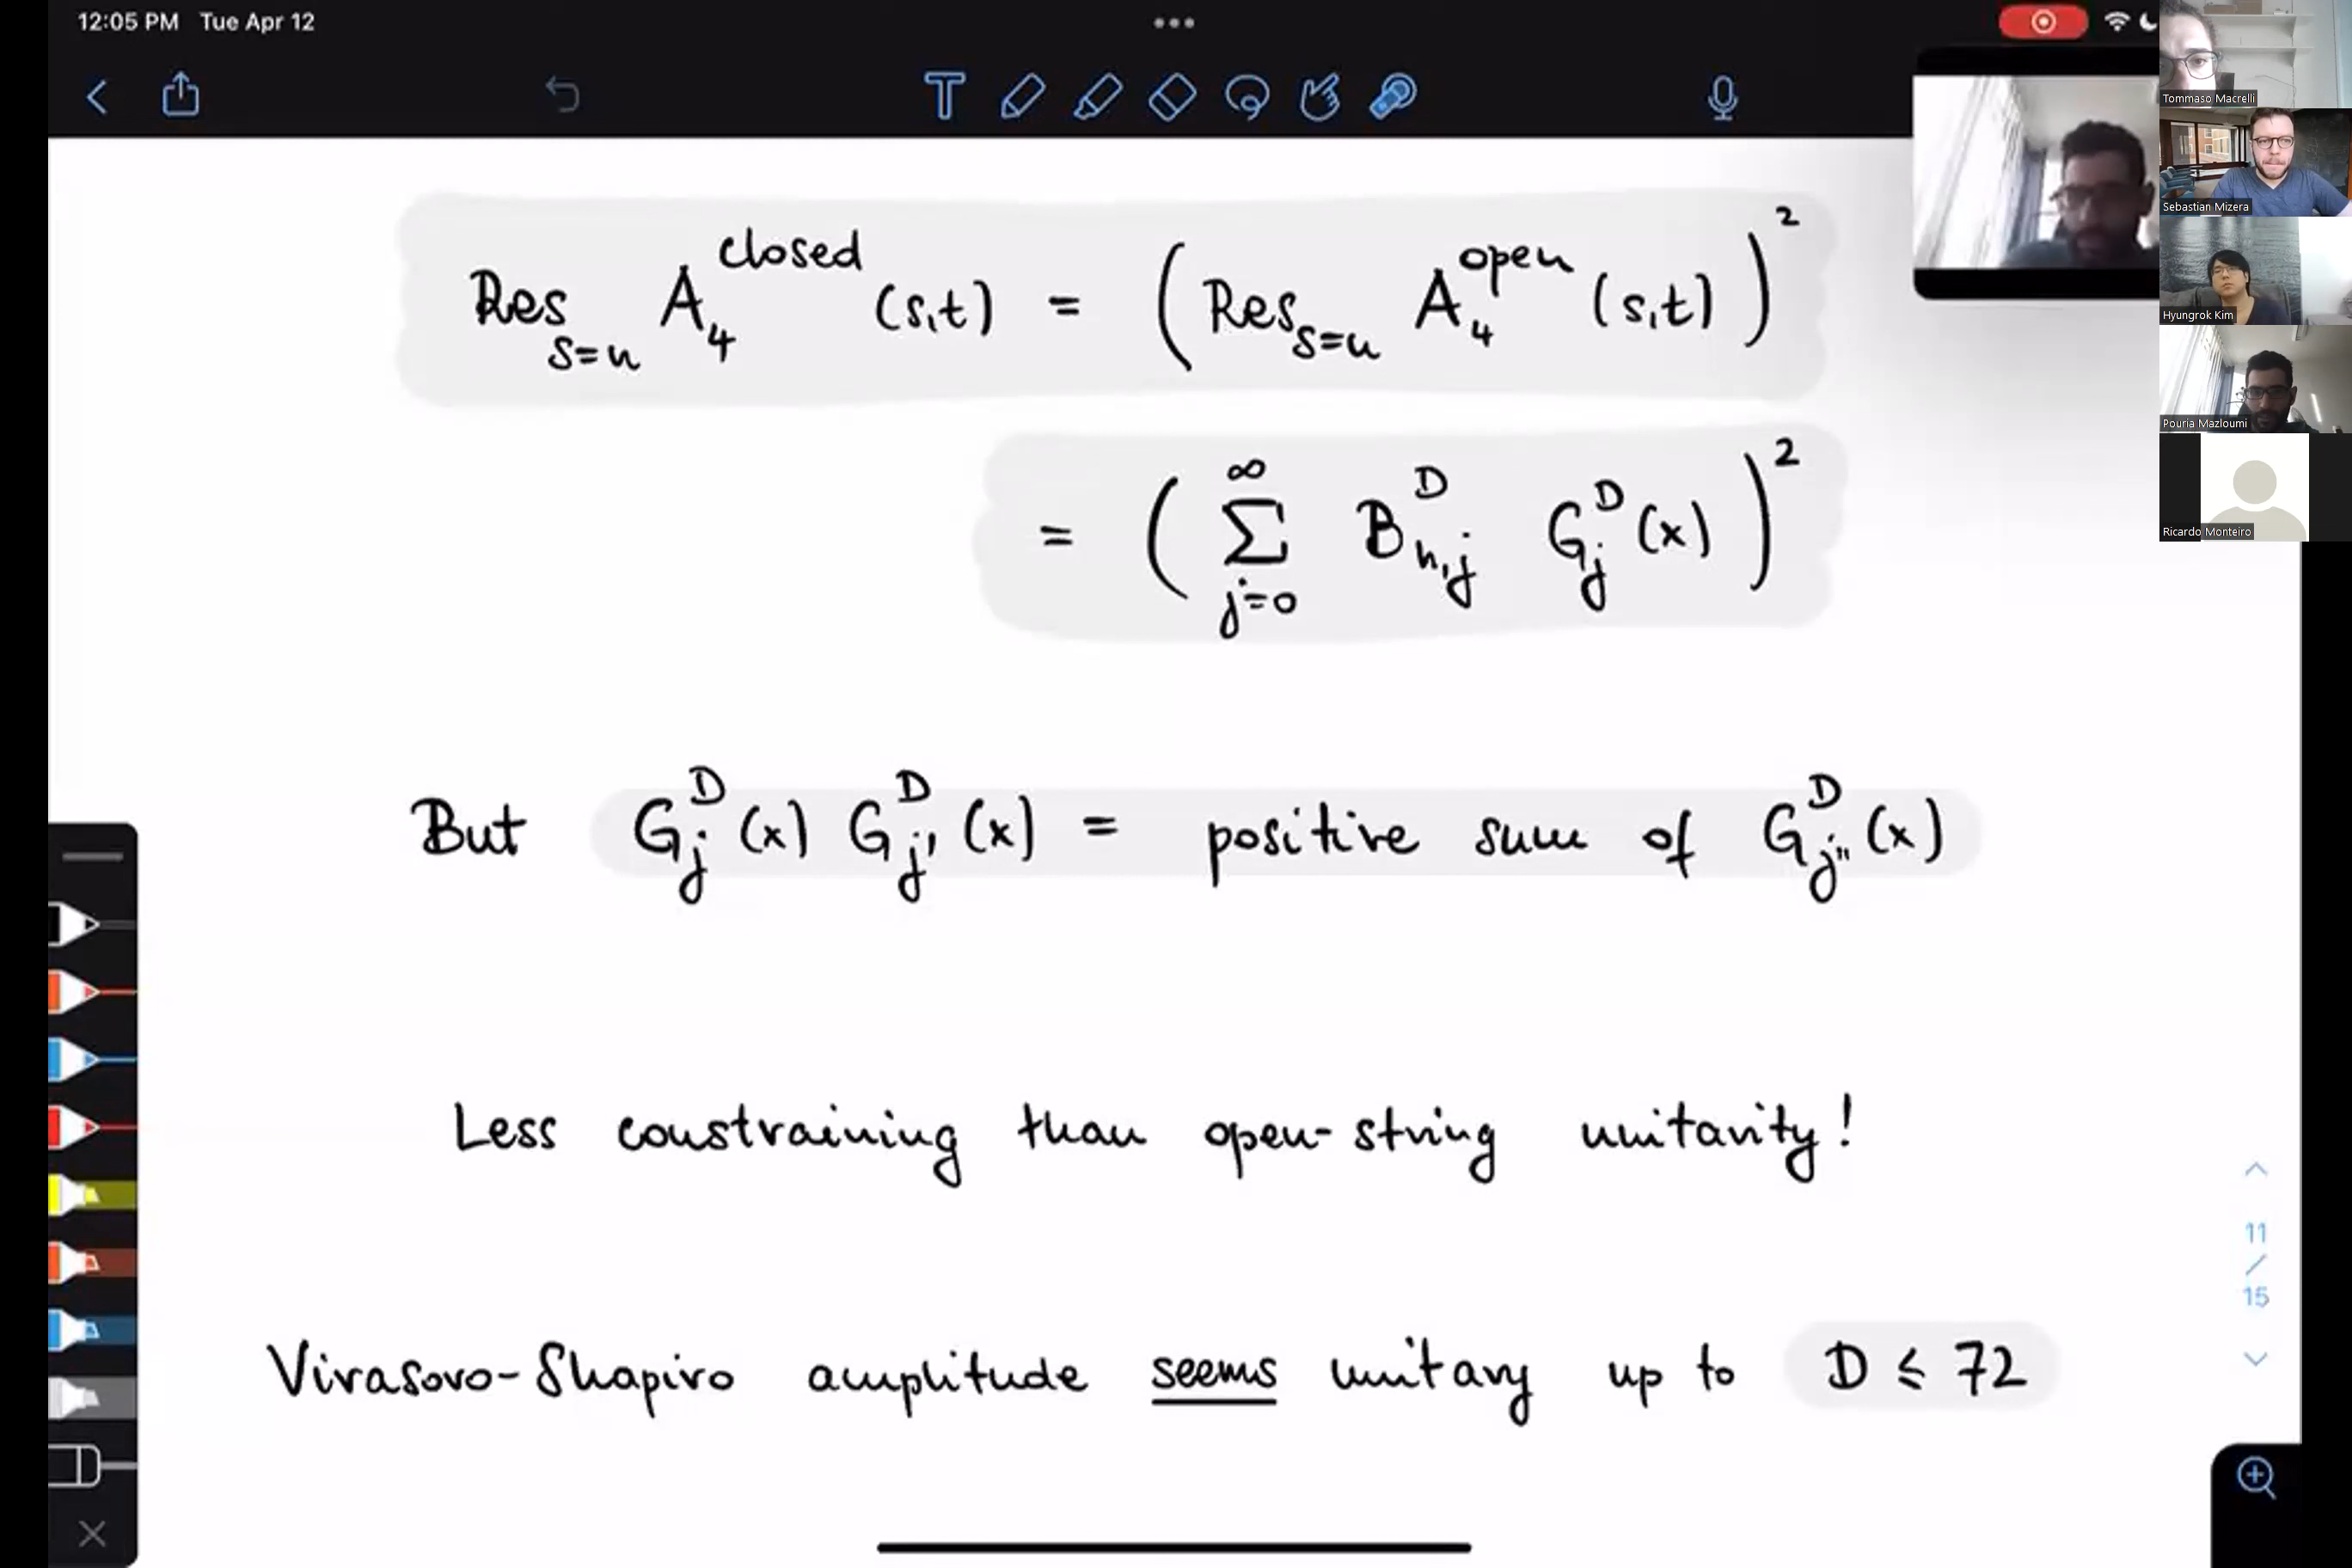 12:05 PM Tue Apr 12
Res_{s=n} A_4^{closed} (s,t) = ( Res_{s=n} A_4^{open} (s,t) )^2
= ( \sum_{j=0}^{∞} B_{n,j}^{D} G_j^{D} (x) )^2
But G_j^{D} (x) G_{j'}^{D} (x) = positive sum of G_{j''}^{D} (x)
Less constraining than open-string unitarity!
Virasoro-Shapiro amplitude seems unitary up to D ≤ 72
11
/
15
Tommaso Macrelli
Sebastian Mizera
Hyungrok Kim
Pouria Mazloumi
Ricardo Monteiro